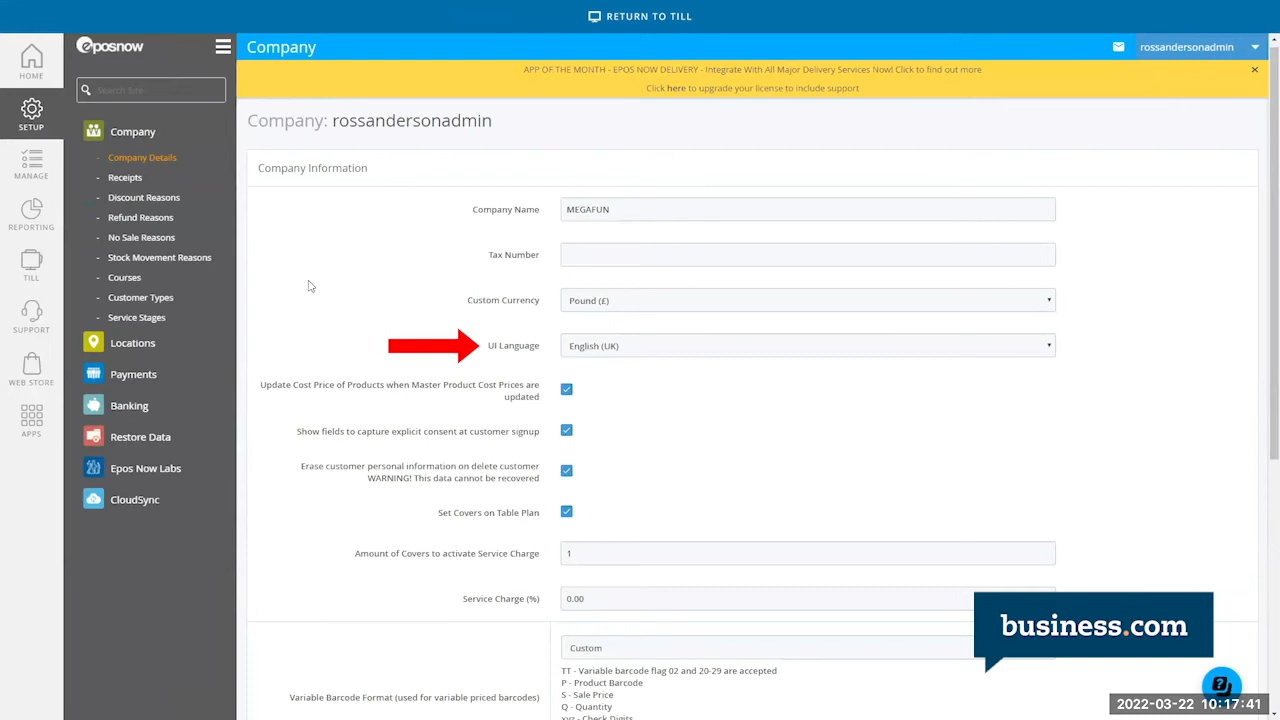 RETURN TO TILL
HOME
SETUP
MANAGE
REPORTING
TILL
SUPPORT
WEB STORE
APPS
eposnow
Search Site
Company
Company Details
Receipts
Discount Reasons
Refund Reasons
No Sale Reasons
Stock Movement Reasons
Courses
Customer Types
Service Stages
Locations
Payments
Banking
Restore Data
Epos Now Labs
CloudSync
Company
rossandersonadmin
APP OF THE MONTH - EPOS NOW DELIVERY - Integrate With All Major Delivery Services Now! Click to find out more
Click here to upgrade your license to include support
Company: rossandersonadmin
Company Information
Company Name
MEGAFUN
Tax Number
Custom Currency
Pound (£)
UI Language
English (UK)
Update Cost Price of Products when Master Product Cost Prices are
updated
Show fields to capture explicit consent at customer signup
Erase customer personal information on delete customer
WARNING! This data cannot be recovered
Set Covers on Table Plan
Amount of Covers to activate Service Charge
1
Service Charge (%)
0.00
Variable Barcode Format (used for variable priced barcodes)
Custom
TT - Variable barcode flag 02 and 20-29 are accepted
P - Product Barcode
S - Sale Price
Q - Quantity
xyz - Check Digits
business.com
2022-03-22 10:17:41